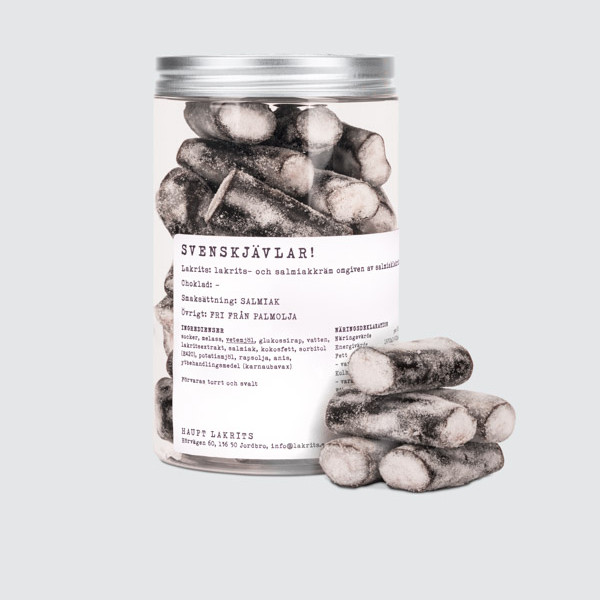 SVENSKJÄVLAR!
Lakrits: lakrits- och salmiakkräm omgiven av
Choklad: -
Smaksättning: SALMIAK
Övrigt: FRI FRÅN PALMOLJA
INGREDIENSER
socker, melass, vetemjöl, glukossirap, vatten,
lakritsextrakt, salmiak, kokosfett, sorbitol
(E420), potatismjöl, rapsolja, anis,
ytbehandlingsmedel (karnaubavax)
Förvaras torrt och svalt
NÄRINGSDEKLARATION
Näringsvärde
Energivärde
Fett
HAUPT LAKRITS
Rörvägen 60, 136 50 Jordbro, info@lakrits.